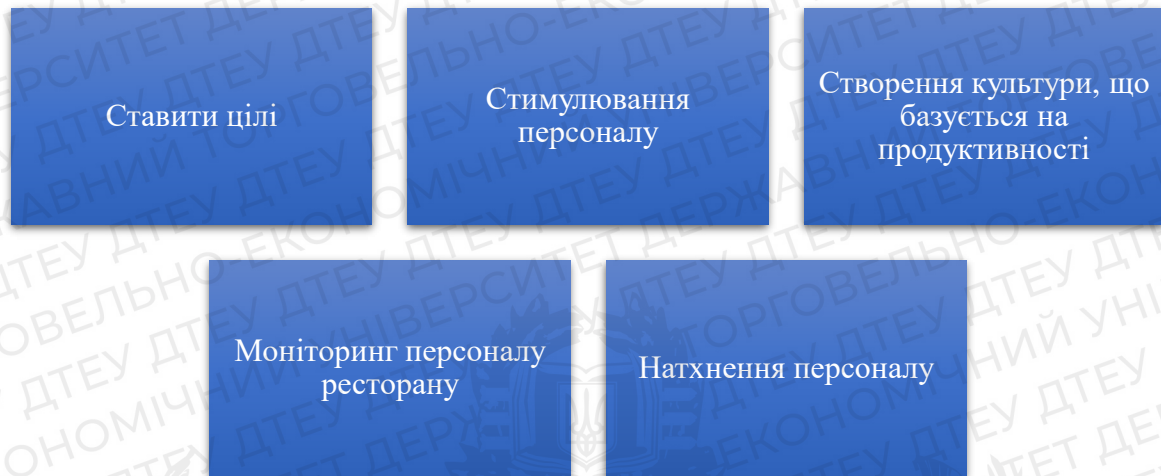 Ставити цілі
Стимулювання
персоналу
Створення культури, що
базується на
продуктивності
Моніторинг персоналу
ресторану
Натхнення персоналу